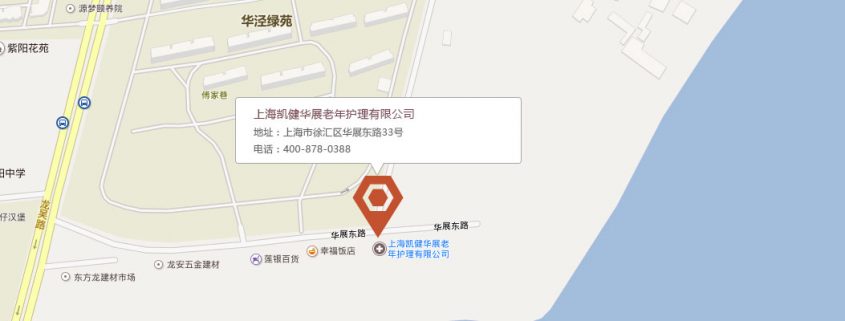 源梦颐养院
华泾绿苑
紫阳花苑
傅家巷
上海凯健华展老年护理有限公司
地址：上海市徐汇区华展东路33号
电话：400-878-0388
阳中学
龙吴路
仔汉堡
华展东路
华展东路
上海凯健华展老
年护理有限公司
幸福饭店
莲银百货
龙安五金建材
东方龙建材市场